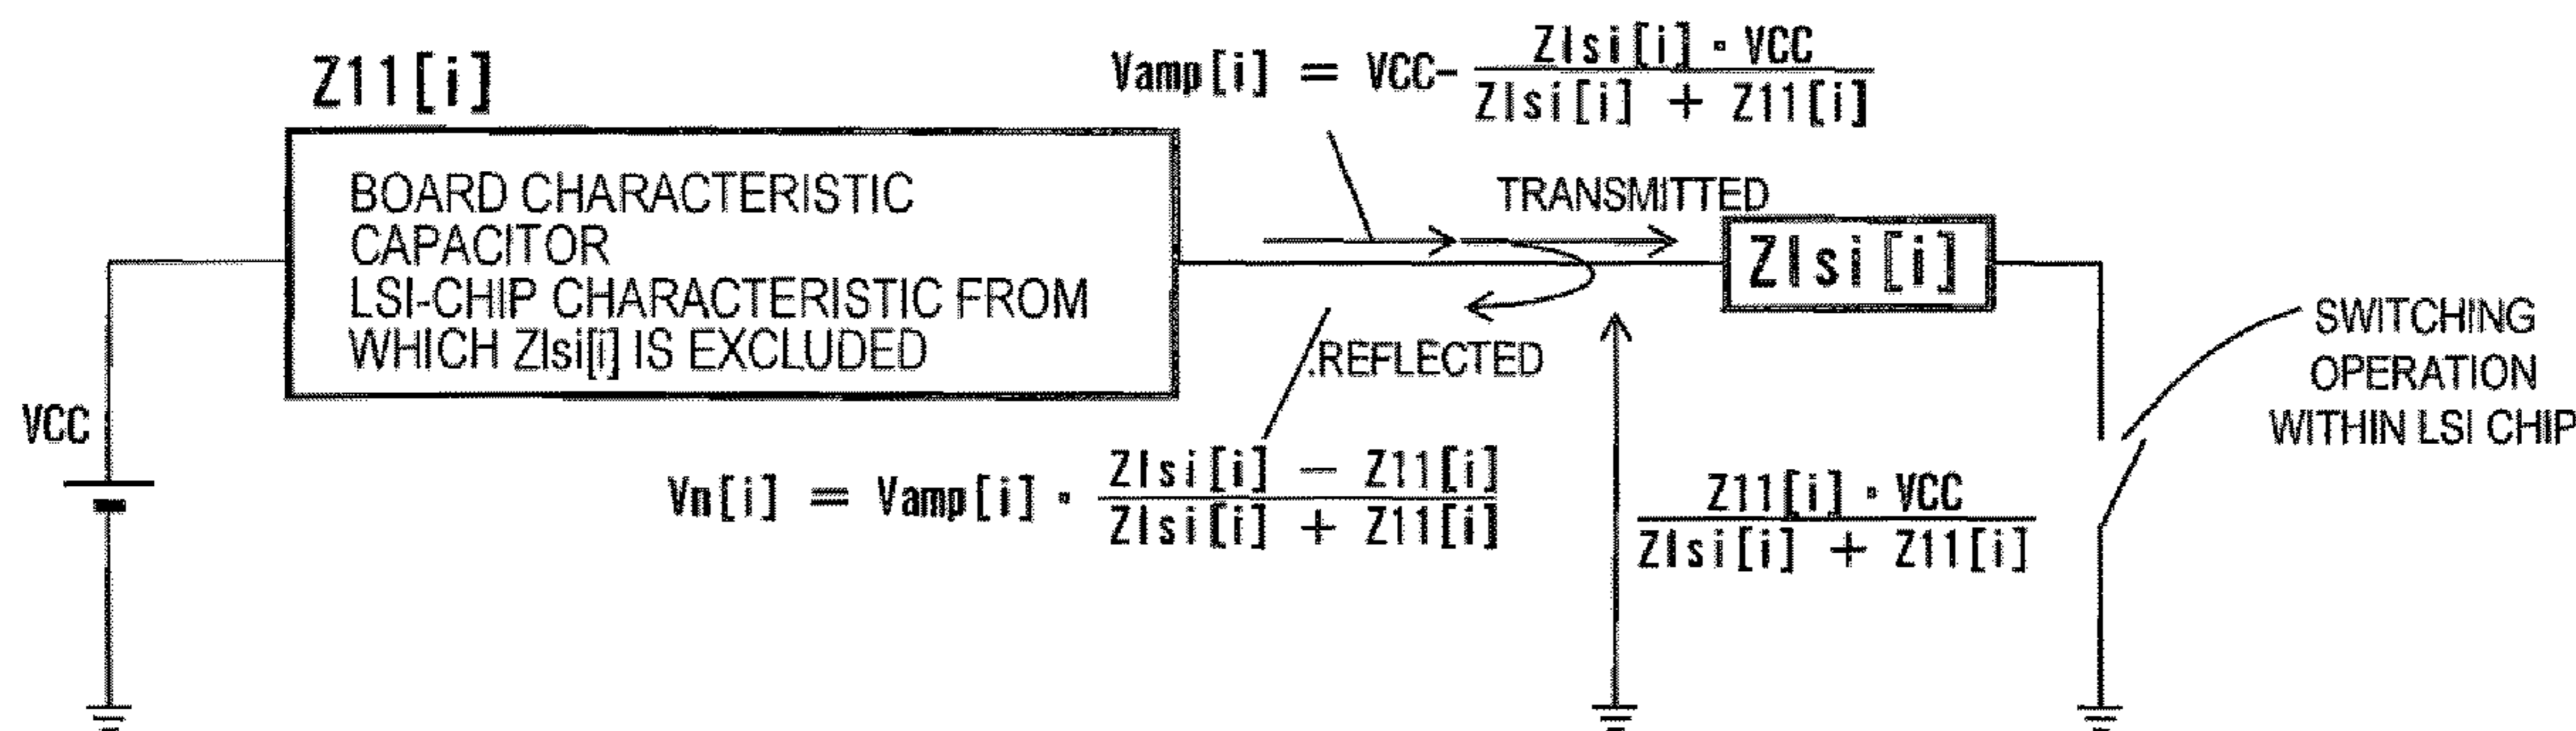 Z11[i]
Vamp[i] = VCC- Zlsi[i] · VCC / Zlsi[i] + Z11[i]
BOARD CHARACTERISTIC
CAPACITOR
LSI-CHIP CHARACTERISTIC FROM
WHICH Zlsi[i] IS EXCLUDED
TRANSMITTED
Zlsi[i]
REFLECTED
SWITCHING
OPERATION
WITHIN LSI CHIP
VCC
Vn[i] = Vamp[i] · Zlsi[i] - Z11[i] / Zlsi[i] + Z11[i]
Z11[i] · VCC / Zlsi[i] + Z11[i]